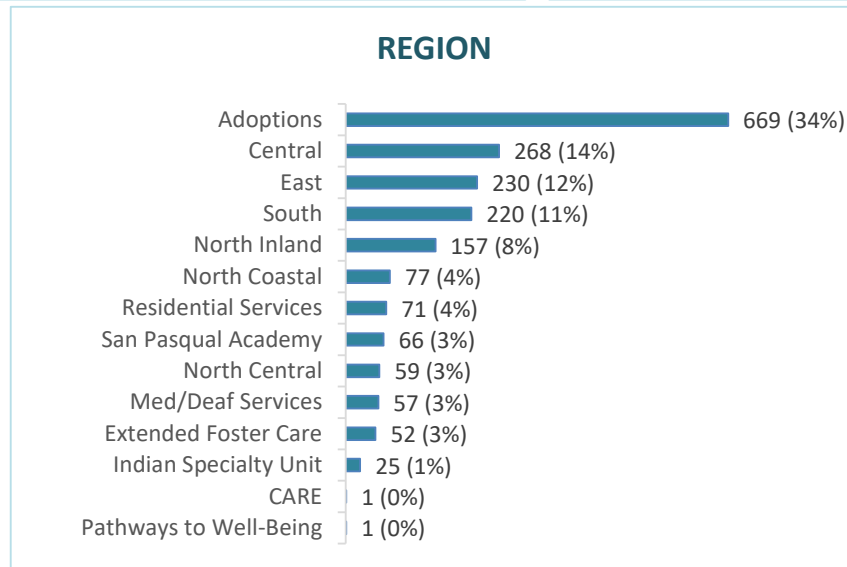 REGION
Adoptions 669 (34%)
Central 268 (14%)
East 230 (12%)
South 220 (11%)
North Inland 157 (8%)
North Coastal 77 (4%)
Residential Services 71 (4%)
San Pasqual Academy 66 (3%)
North Central 59 (3%)
Med/Deaf Services 57 (3%)
Extended Foster Care 52 (3%)
Indian Specialty Unit 25 (1%)
CARE 1 (0%)
Pathways to Well-Being 1 (0%)